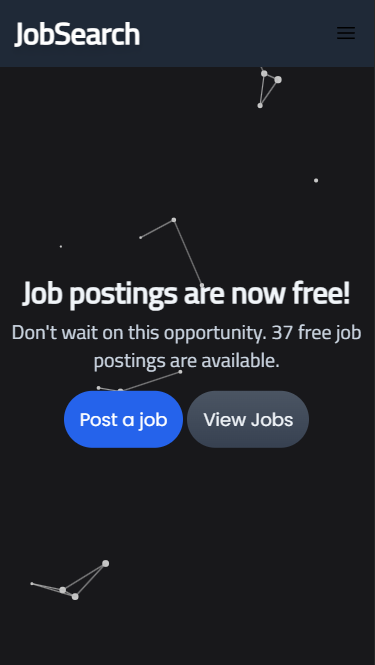 JobSearch
Job postings are now free!
Don't wait on this opportunity. 37 free job
postings are available.
Post a job
View Jobs